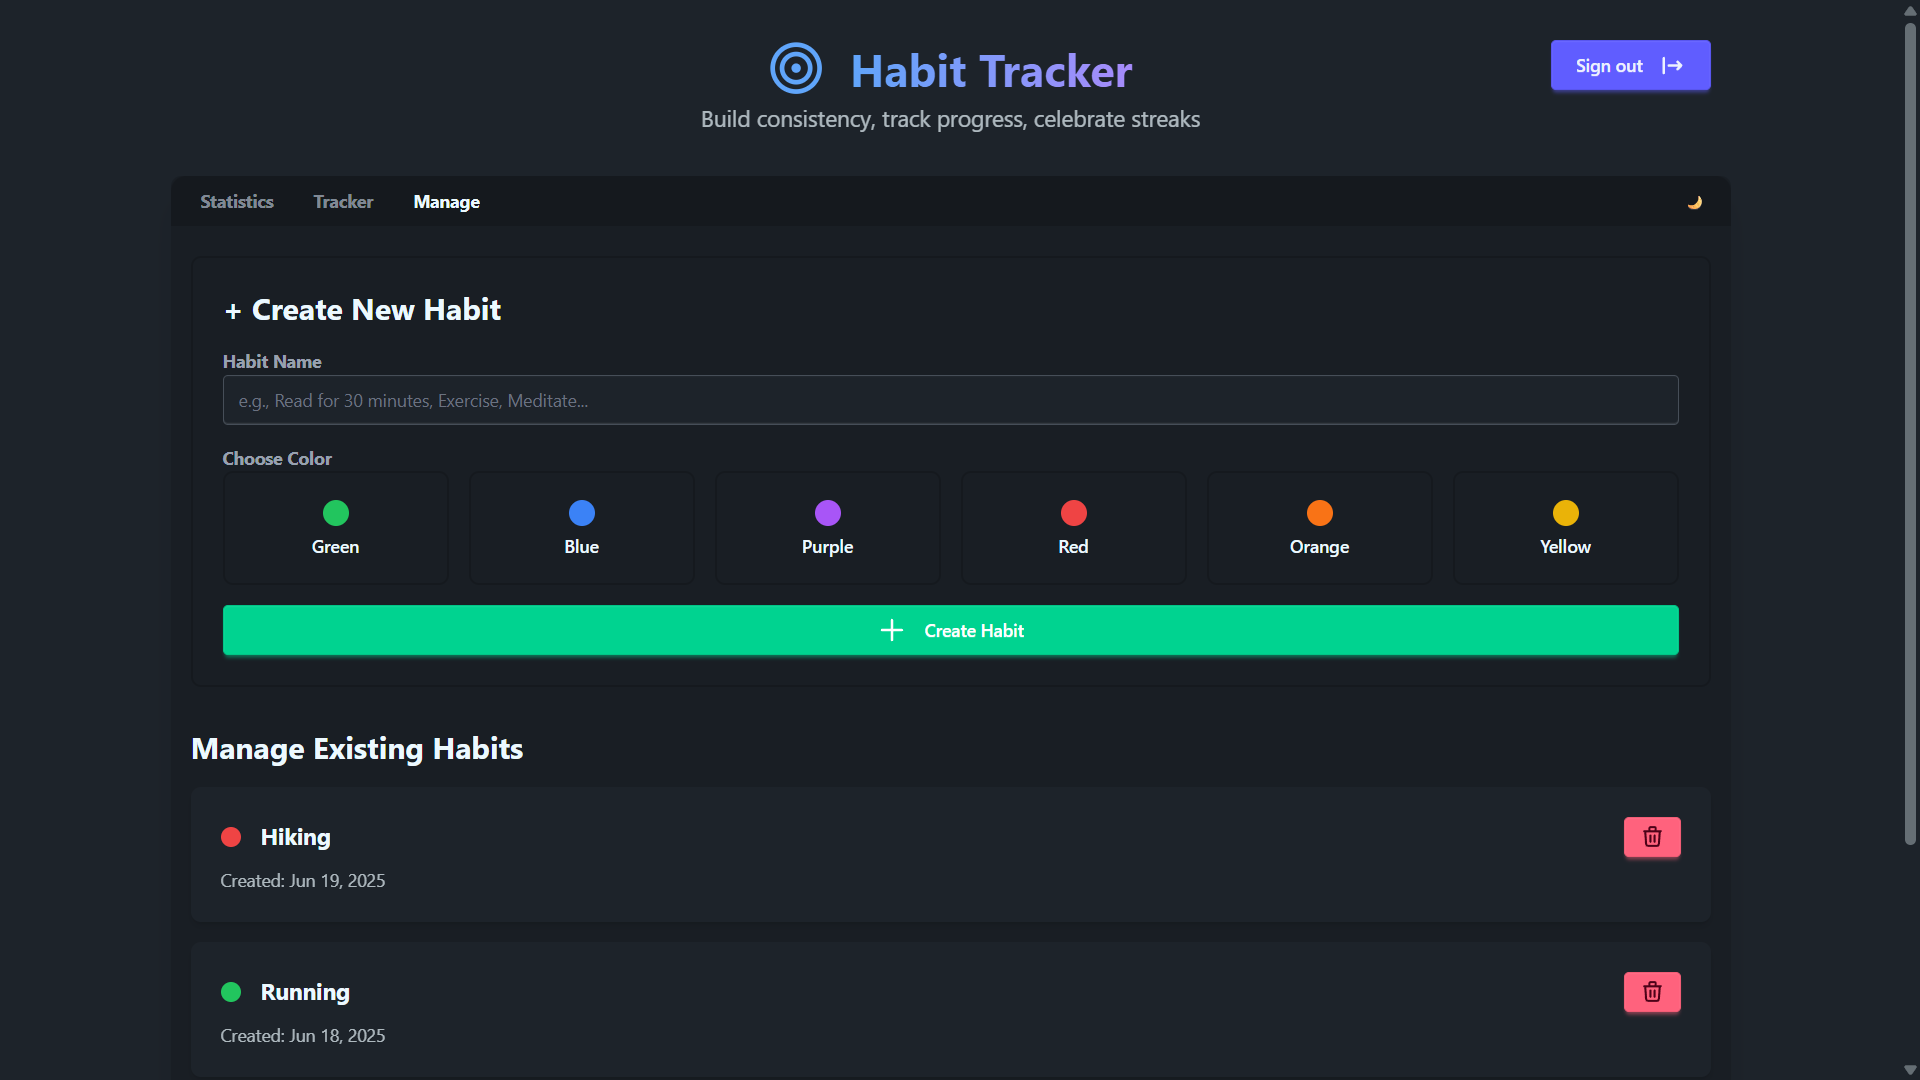 Habit Tracker
Sign out
Build consistency, track progress, celebrate streaks
Statistics Tracker Manage
+ Create New Habit
Habit Name
e.g., Read for 30 minutes, Exercise, Meditate...
Choose Color
Green Blue Purple Red Orange Yellow
Create Habit
Manage Existing Habits
Hiking
Created: Jun 19, 2025
Running
Created: Jun 18, 2025